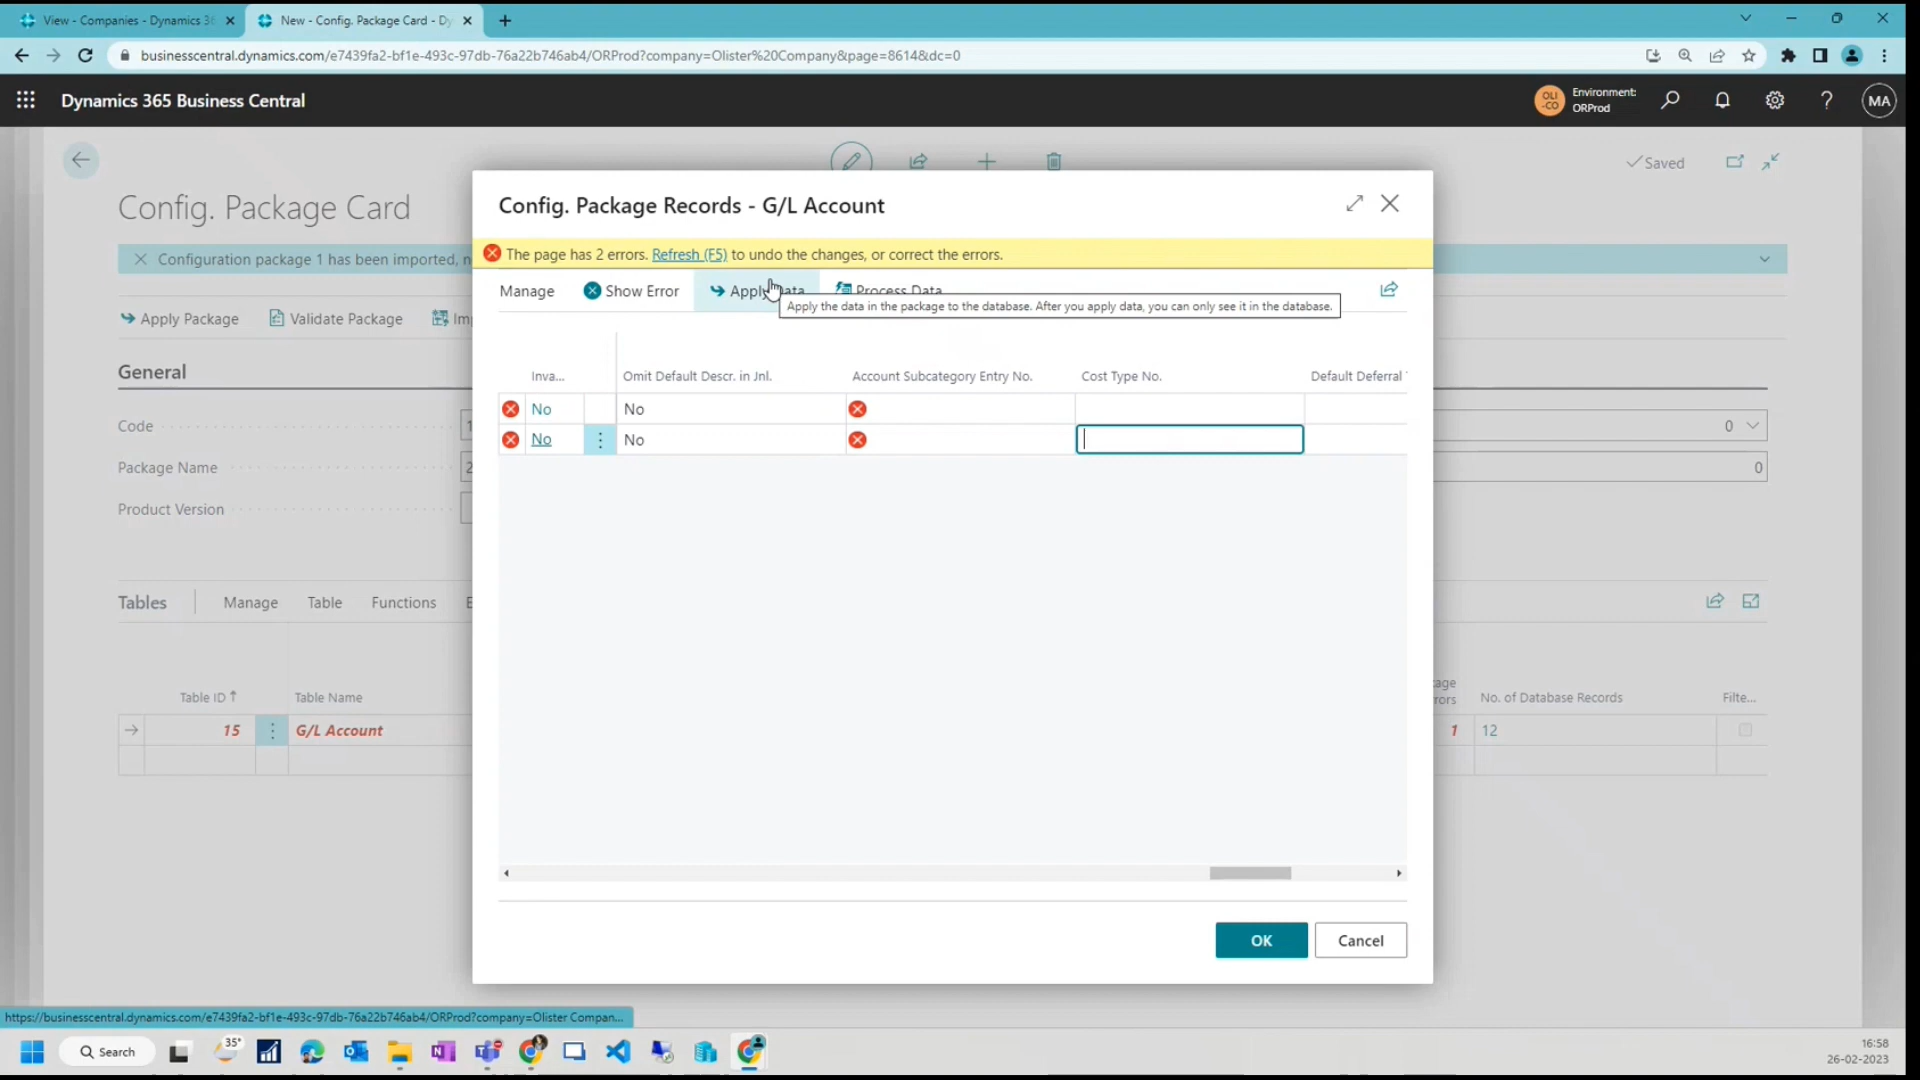 View - Companies - Dynamics 36
New - Config. Package Card - Dy
businesscentral.dynamics.com/e7439fa2-bf1e-493c-97db-76a22b746ab4/ORProd?company=Olister%20Company&page=8614&dc=0
Dynamics 365 Business Central
OLI
-CO
Environment:
ORProd
MA
Saved
Config. Package Card
Configuration package 1 has been imported, n
Apply Package
Validate Package
Im
General
Code
1
0
Package Name
2
0
Product Version
Tables
Manage
Table
Functions
E
Table ID
Table Name
No. of Database Records
Filte...
15
G/L Account
1
12
Config. Package Records - G/L Account
The page has 2 errors. Refresh (F5) to undo the changes, or correct the errors.
Manage
Show Error
Apply Data
Process Data
Apply the data in the package to the database. After you apply data, you can only see it in the database.
Inva...
Omit Default Descr. in Jnl.
Account Subcategory Entry No.
Cost Type No.
Default Deferral
No
No
No
No
OK
Cancel
https://businesscentral.dynamics.com/e7439fa2-bf1e-493c-97db-76a22b746ab4/ORProd?company=Olister Compan...
Search
35°
16:58
26-02-2023